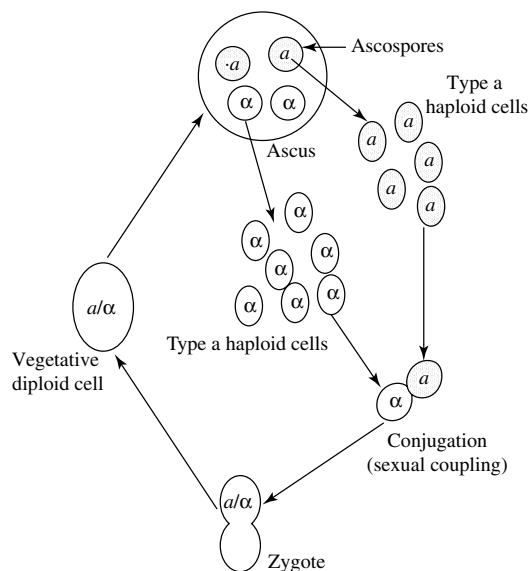 Ascospores
·a
a
α
α
Ascus
Type a
haploid cells
a
a
a
a
a
a
α
α
α
α
α
α
α
Type a haploid cells
a/α
Vegetative
diploid cell
a
α
Conjugation
(sexual coupling)
a/α
Zygote